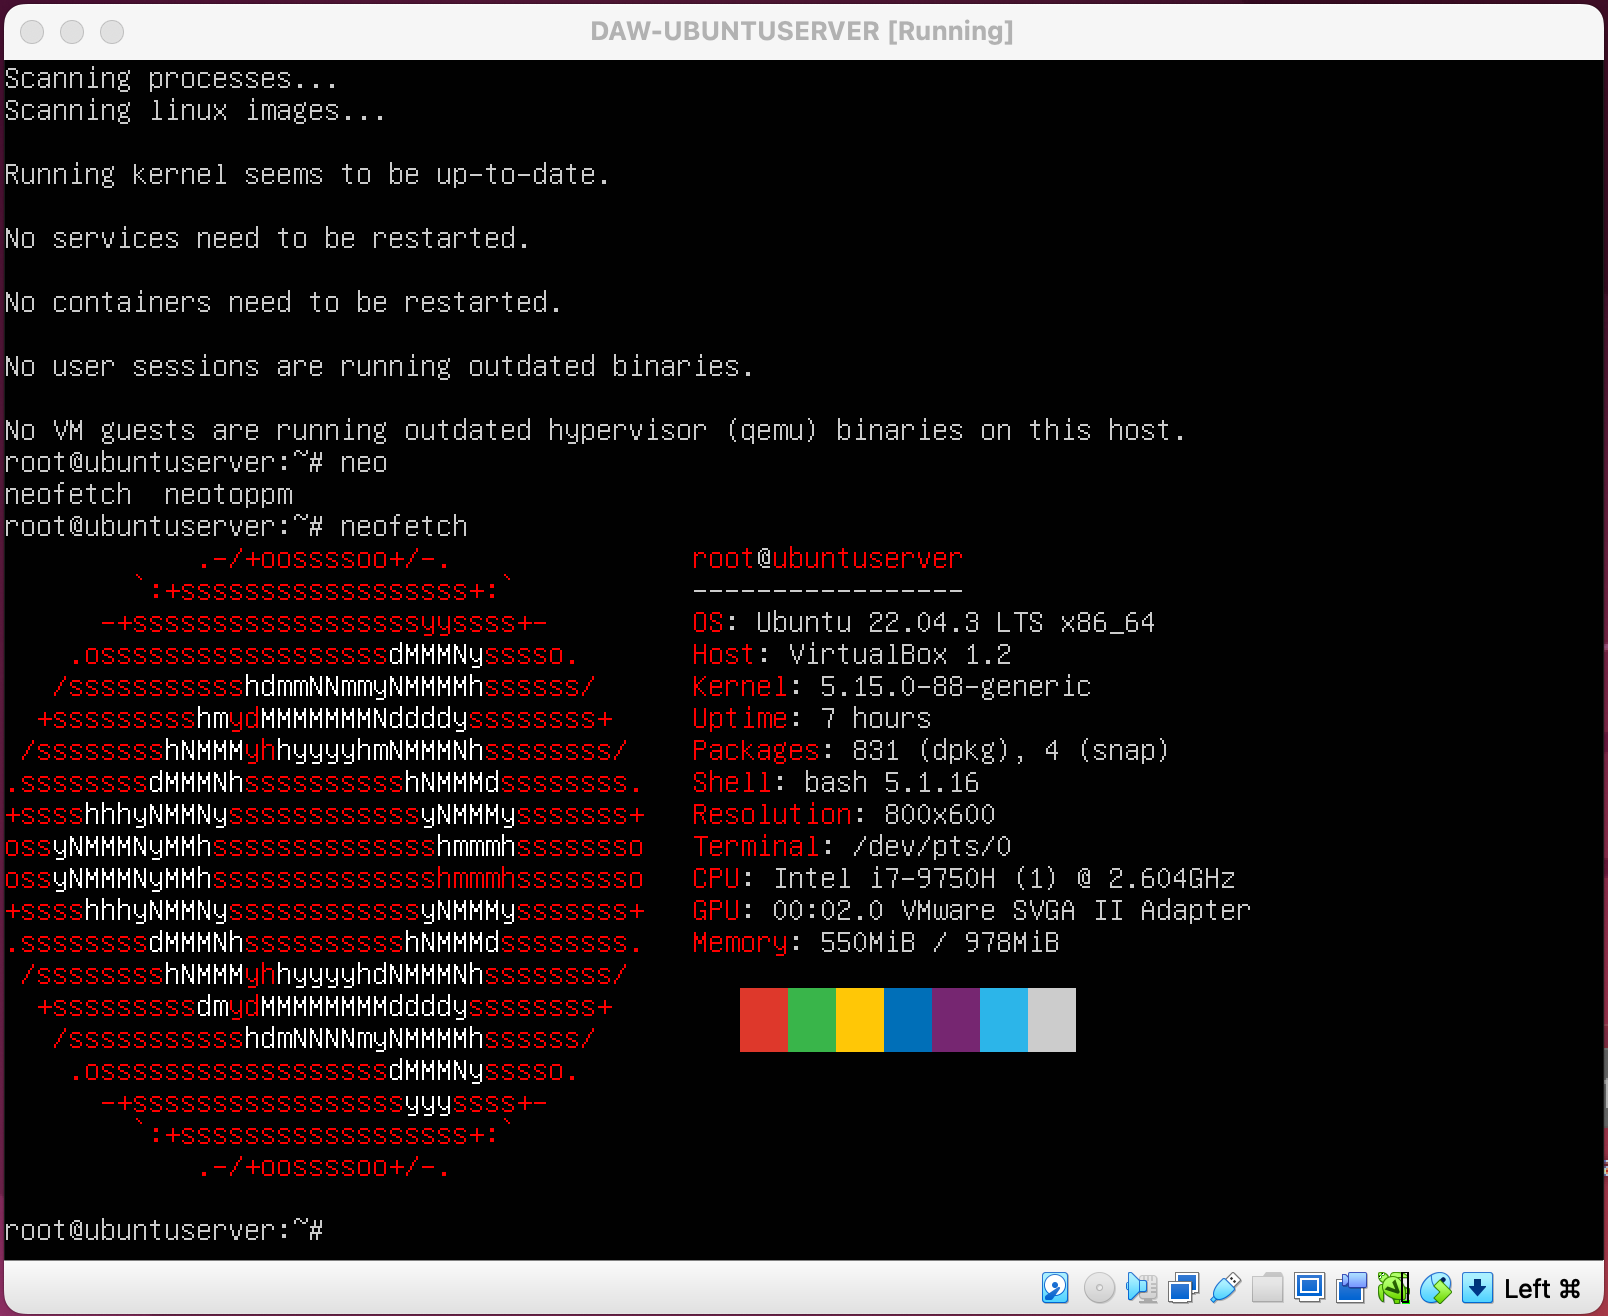 DAW-UBUNTUSERVER [Running]
Scanning processes...
Scanning linux images...
Running kernel seems to be up-to-date.
No services need to be restarted.
No containers need to be restarted.
No user sessions are running outdated binaries.
No VM guests are running outdated hypervisor (qemu) binaries on this host.
root@ubuntuserver:~# neo
neofetch  neotoppm
root@ubuntuserver:~# neofetch
            .-/+oossssoo+/-.               root@ubuntuserver
        `:+ssssssssssssssssss+:`           -----------------
      -+ssssssssssssssssssyyssss+-         OS: Ubuntu 22.04.3 LTS x86_64
    .ossssssssssssssssssdMMMNysssso.       Host: VirtualBox 1.2
   /ssssssssssshdmmNNmmyNMMMMhssssss/      Kernel: 5.15.0-88-generic
  +ssssssssshmydMMMMMMMNddddyssssssss+     Uptime: 7 hours
 /sssssssshNMMMyhhyyyyhmNMMMNhssssssss/    Packages: 831 (dpkg), 4 (snap)
.ssssssssdMMMNhsssssssssshNMMMdssssssss.   Shell: bash 5.1.16
+sssshhhyNMMNyssssssssssssyNMMMysssssss+   Resolution: 800x600
ossyNMMMNyMMhsssssssssssssshmmmhssssssso   Terminal: /dev/pts/0
ossyNMMMNyMMhsssssssssssssshmmmhssssssso   CPU: Intel i7-9750H (1) @ 2.604GHz
+sssshhhyNMMNyssssssssssssyNMMMysssssss+   GPU: 00:02.0 VMware SVGA II Adapter
.ssssssssdMMMNhsssssssssshNMMMdssssssss.   Memory: 550MiB / 978MiB
 /sssssssshNMMMyhhyyyyhdNMMMNhssssssss/
  +sssssssssdmydMMMMMMMMddddyssssssss+
   /ssssssssssshdmNNNNmyNMMMMhssssss/
    .ossssssssssssssssssdMMMNysssso.
      -+sssssssssssssssssyyyssss+-
        `:+ssssssssssssssssss+:`
            .-/+oossssoo+/-.
root@ubuntuserver:~#
Left ⌘